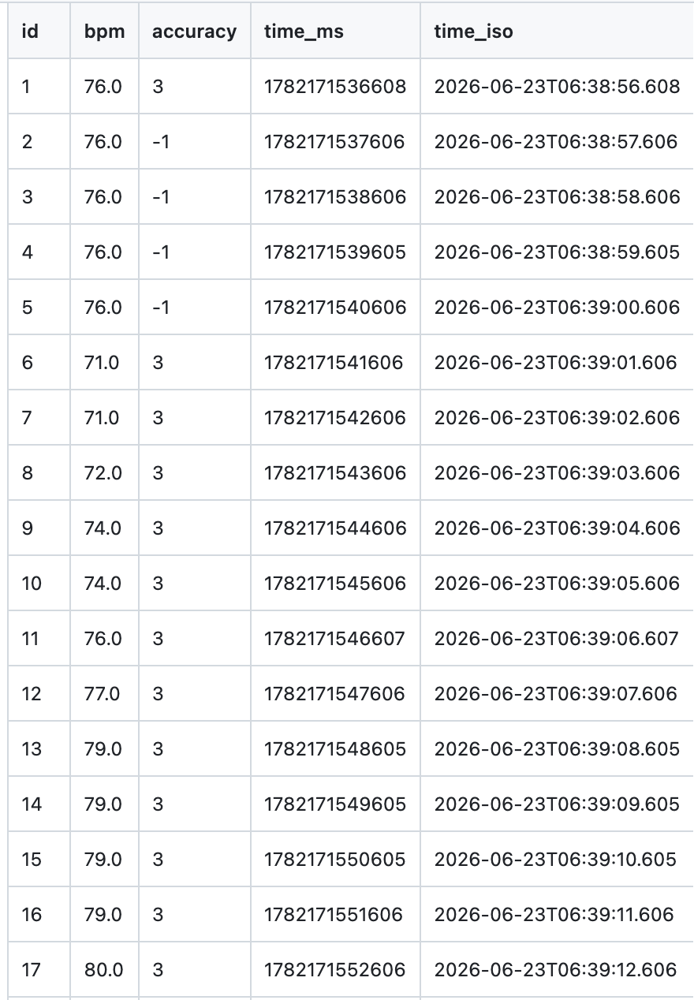 id bpm accuracy time_ms time_iso
1 76.0 3 1782171536608 2026-06-23T06:38:56.608
2 76.0 -1 1782171537606 2026-06-23T06:38:57.606
3 76.0 -1 1782171538606 2026-06-23T06:38:58.606
4 76.0 -1 1782171539605 2026-06-23T06:38:59.605
5 76.0 -1 1782171540606 2026-06-23T06:39:00.606
6 71.0 3 1782171541606 2026-06-23T06:39:01.606
7 71.0 3 1782171542606 2026-06-23T06:39:02.606
8 72.0 3 1782171543606 2026-06-23T06:39:03.606
9 74.0 3 1782171544606 2026-06-23T06:39:04.606
10 74.0 3 1782171545606 2026-06-23T06:39:05.606
11 76.0 3 1782171546607 2026-06-23T06:39:06.607
12 77.0 3 1782171547606 2026-06-23T06:39:07.606
13 79.0 3 1782171548605 2026-06-23T06:39:08.605
14 79.0 3 1782171549605 2026-06-23T06:39:09.605
15 79.0 3 1782171550605 2026-06-23T06:39:10.605
16 79.0 3 1782171551606 2026-06-23T06:39:11.606
17 80.0 3 1782171552606 2026-06-23T06:39:12.606